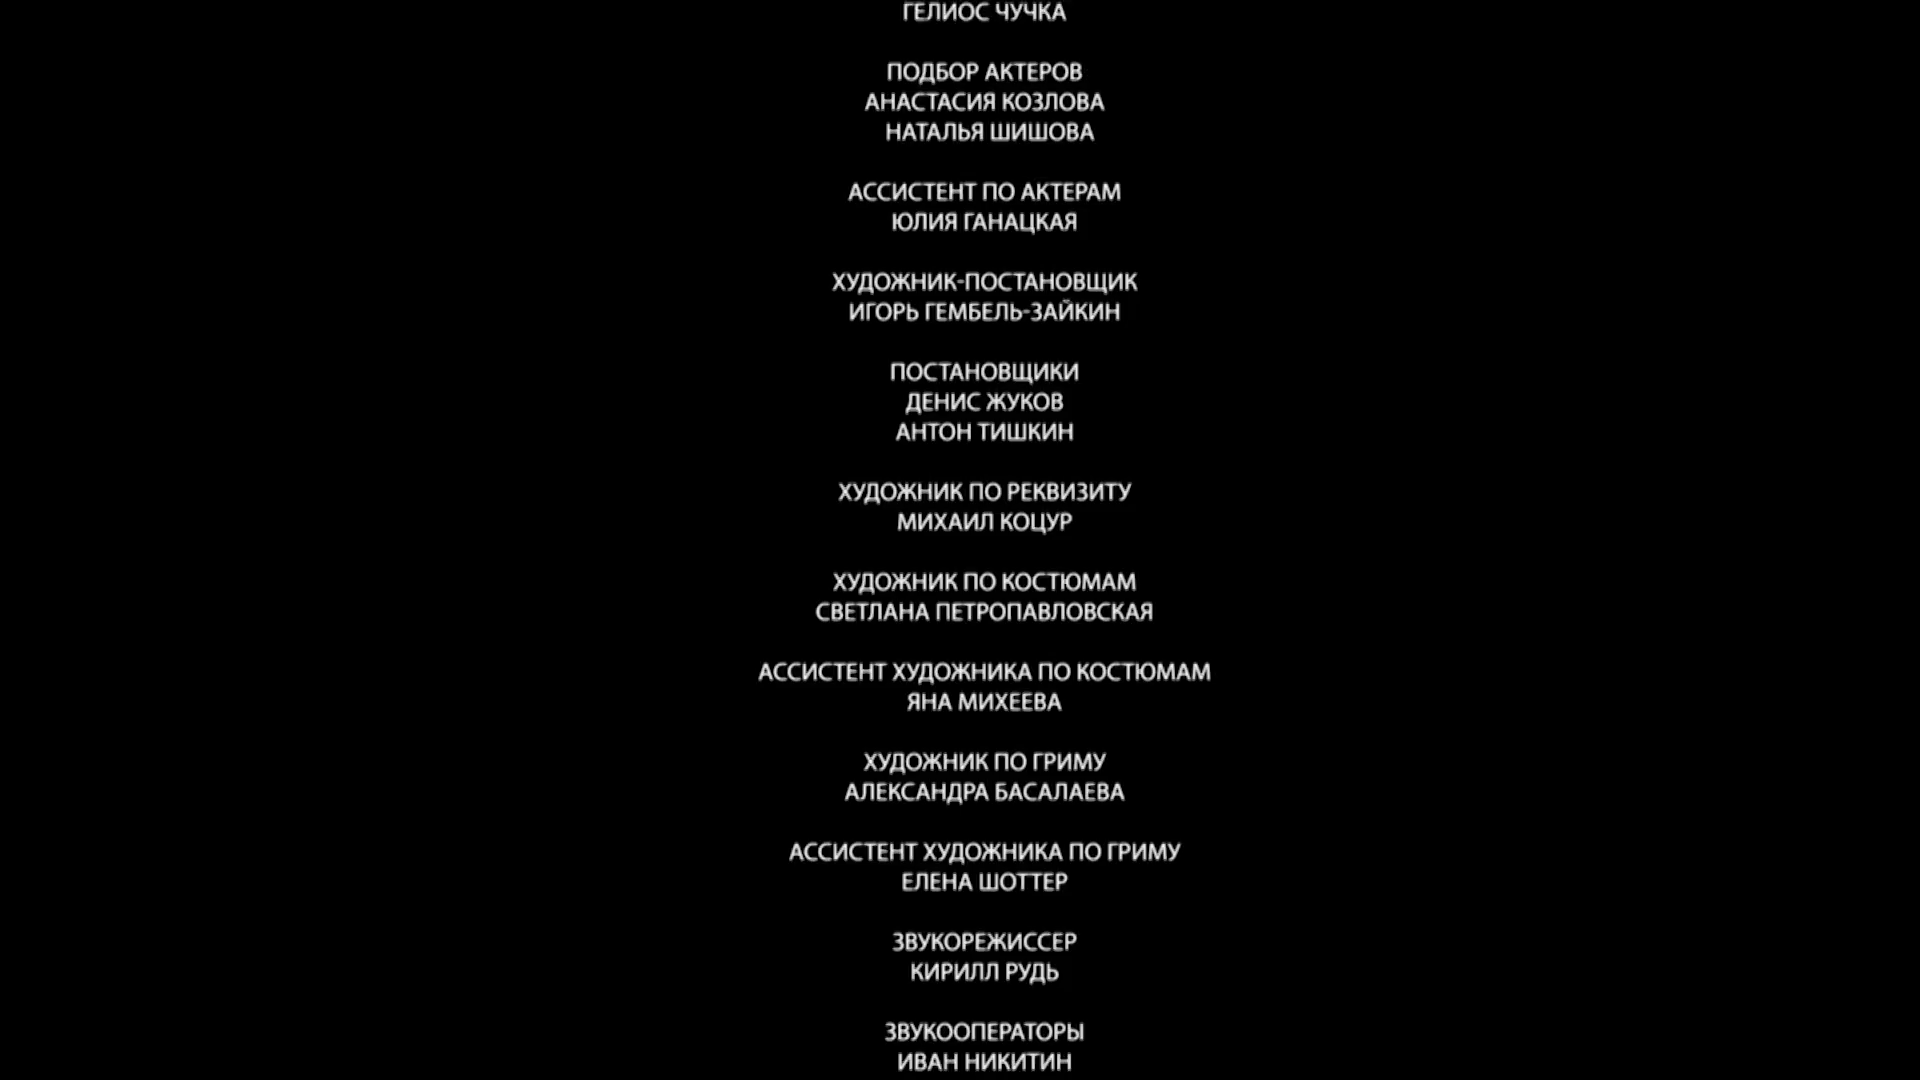 ГЕЛИОС ЧУЧКА
ПОДБОР АКТЕРОВ
АНАСТАСИЯ КОЗЛОВА
НАТАЛЬЯ ШИШОВА
АССИСТЕНТ ПО АКТЕРАМ
ЮЛИЯ ГАНАЦКАЯ
ХУДОЖНИК-ПОСТАНОВЩИК
ИГОРЬ ГЕМБЕЛЬ-ЗАЙКИН
ПОСТАНОВЩИКИ
ДЕНИС ЖУКОВ
АНТОН ТИШКИН
ХУДОЖНИК ПО РЕКВИЗИТУ
МИХАИЛ КОЦУР
ХУДОЖНИК ПО КОСТЮМАМ
СВЕТЛАНА ПЕТРОПАВЛОВСКАЯ
АССИСТЕНТ ХУДОЖНИКА ПО КОСТЮМАМ
ЯНА МИХЕЕВА
ХУДОЖНИК ПО ГРИМУ
АЛЕКСАНДРА БАСАЛАЕВА
АССИСТЕНТ ХУДОЖНИКА ПО ГРИМУ
ЕЛЕНА ШОТТЕР
ЗВУКОРЕЖИССЕР
КИРИЛЛ РУДЬ
ЗВУКООПЕРАТОРЫ
ИВАН НИКИТИН